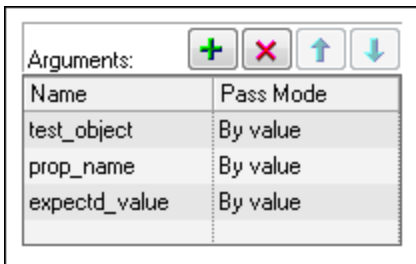 Arguments:
Name Pass Mode
test_object By value
prop_name By value
expectd_value By value